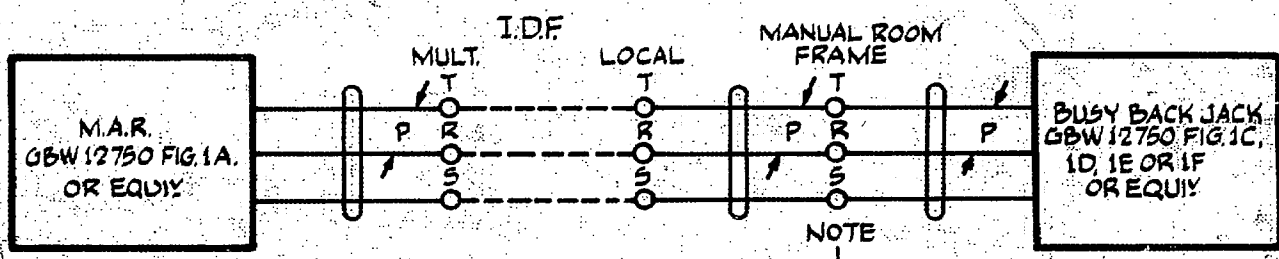 I.D.F.
MULT.
LOCAL
MANUAL ROOM
FRAME
T
T
T
M.A.R.
GBW 12750 FIG. 1A.
OR EQUIV.
P
R
R
P
R
P
BUSY BACK JACK
GBW 12750 FIG. 1C,
1D, 1E OR 1F
OR EQUIV.
S
S
S
NOTE
1